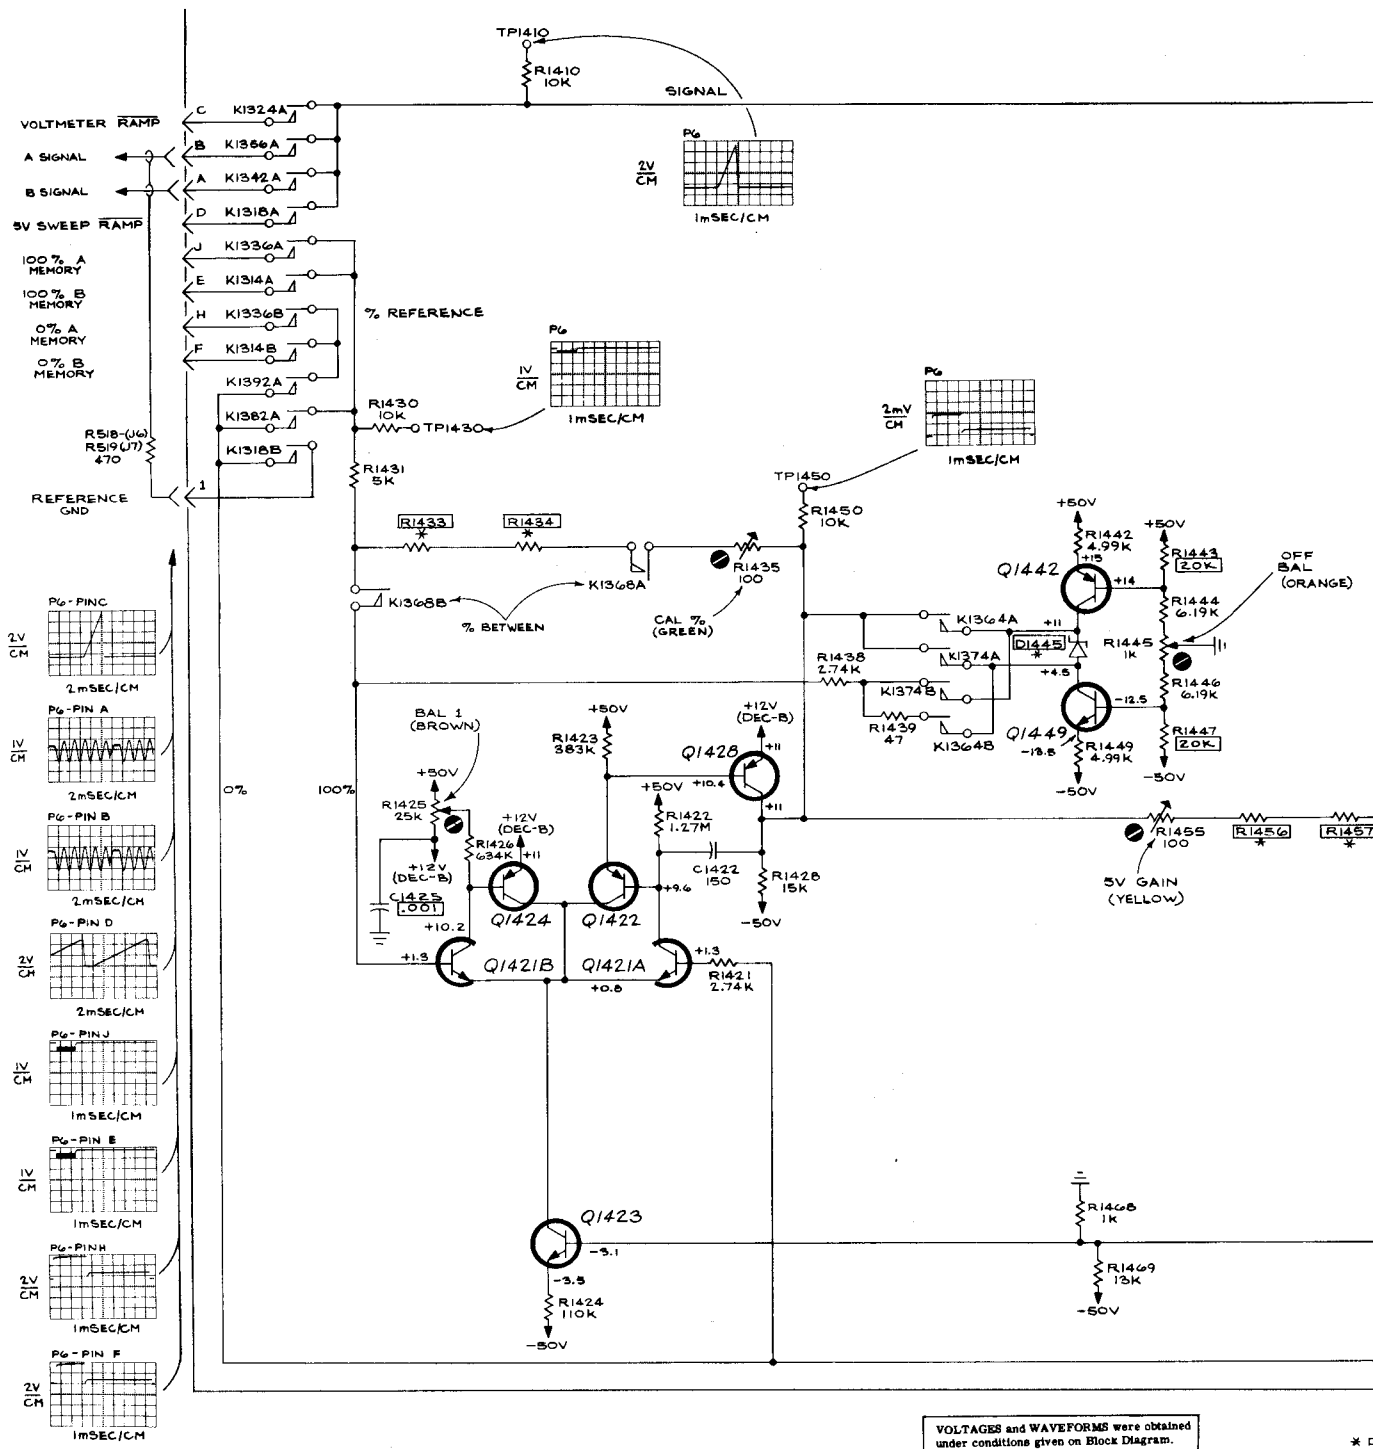 TP1410
R1410
10K
SIGNAL
P6
2V
CM
1mSEC/CM
VOLTMETER RAMP
C
K1324A
A SIGNAL
B
K1356A
B SIGNAL
A
K1342A
5V SWEEP RAMP
D
K1318A
100% A
MEMORY
J
K1336A
100% B
MEMORY
E
K1314A
0% A
MEMORY
H
K1336B
0% B
MEMORY
F
K1314B
K1392A
K1382A
K1318B
R518-(J6)
R519(J7)
470
REFERENCE
GND
1
% REFERENCE
P6
1V
CM
1mSEC/CM
R1430
10K
TP1430
R1431
5K
P6
2mV
CM
1mSEC/CM
TP1450
R1450
10K
R1433
*
R1434
*
K1368A
R1435
100
CAL %
(GREEN)
K1368B
% BETWEEN
+50V
R1442
4.99K
+15
Q1442
+14
+50V
R1443
20K
OFF
BAL
(ORANGE)
R1444
6.19K
R1445
1K
R1446
6.19K
R1447
20K
-50V
K1364A
+11
D1445
*
K1374A
+4.5
R1438
2.74K
K1374B
R1439
47
K1364B
-12.5
Q1449
-13.5
R1449
4.99K
-50V
BAL 1
(BROWN)
+50V
R1425
25K
+12V
(DEC-B)
C1425
.001
R1426
634K
+12V
(DEC-B)
+11
Q1424
+50V
R1423
383K
Q1422
+12V
(DEC-B)
+11
Q1428
+10.4
+11
+50V
R1422
1.27M
C1422
150
R1428
15K
-50V
+9.6
+10.2
0%
100%
+1.3
Q1421B
Q1421A
+0.8
+1.3
R1421
2.74K
R1455
100
5V GAIN
(YELLOW)
R1456
*
R1457
*
P6-PINC
2V
CM
2mSEC/CM
P6-PIN A
1V
CM
2mSEC/CM
P6-PIN B
1V
CM
2mSEC/CM
P6-PIN D
2V
CM
2mSEC/CM
P6-PINJ
1V
CM
1mSEC/CM
P6-PIN E
1V
CM
1mSEC/CM
P6-PINH
2V
CM
1mSEC/CM
P6-PIN F
2V
CM
1mSEC/CM
Q1423
-3.1
-3.5
R1424
110K
-50V
R1468
1K
R1469
13K
-50V
VOLTAGES and WAVEFORMS were obtained
under conditions given on Block Diagram.
*